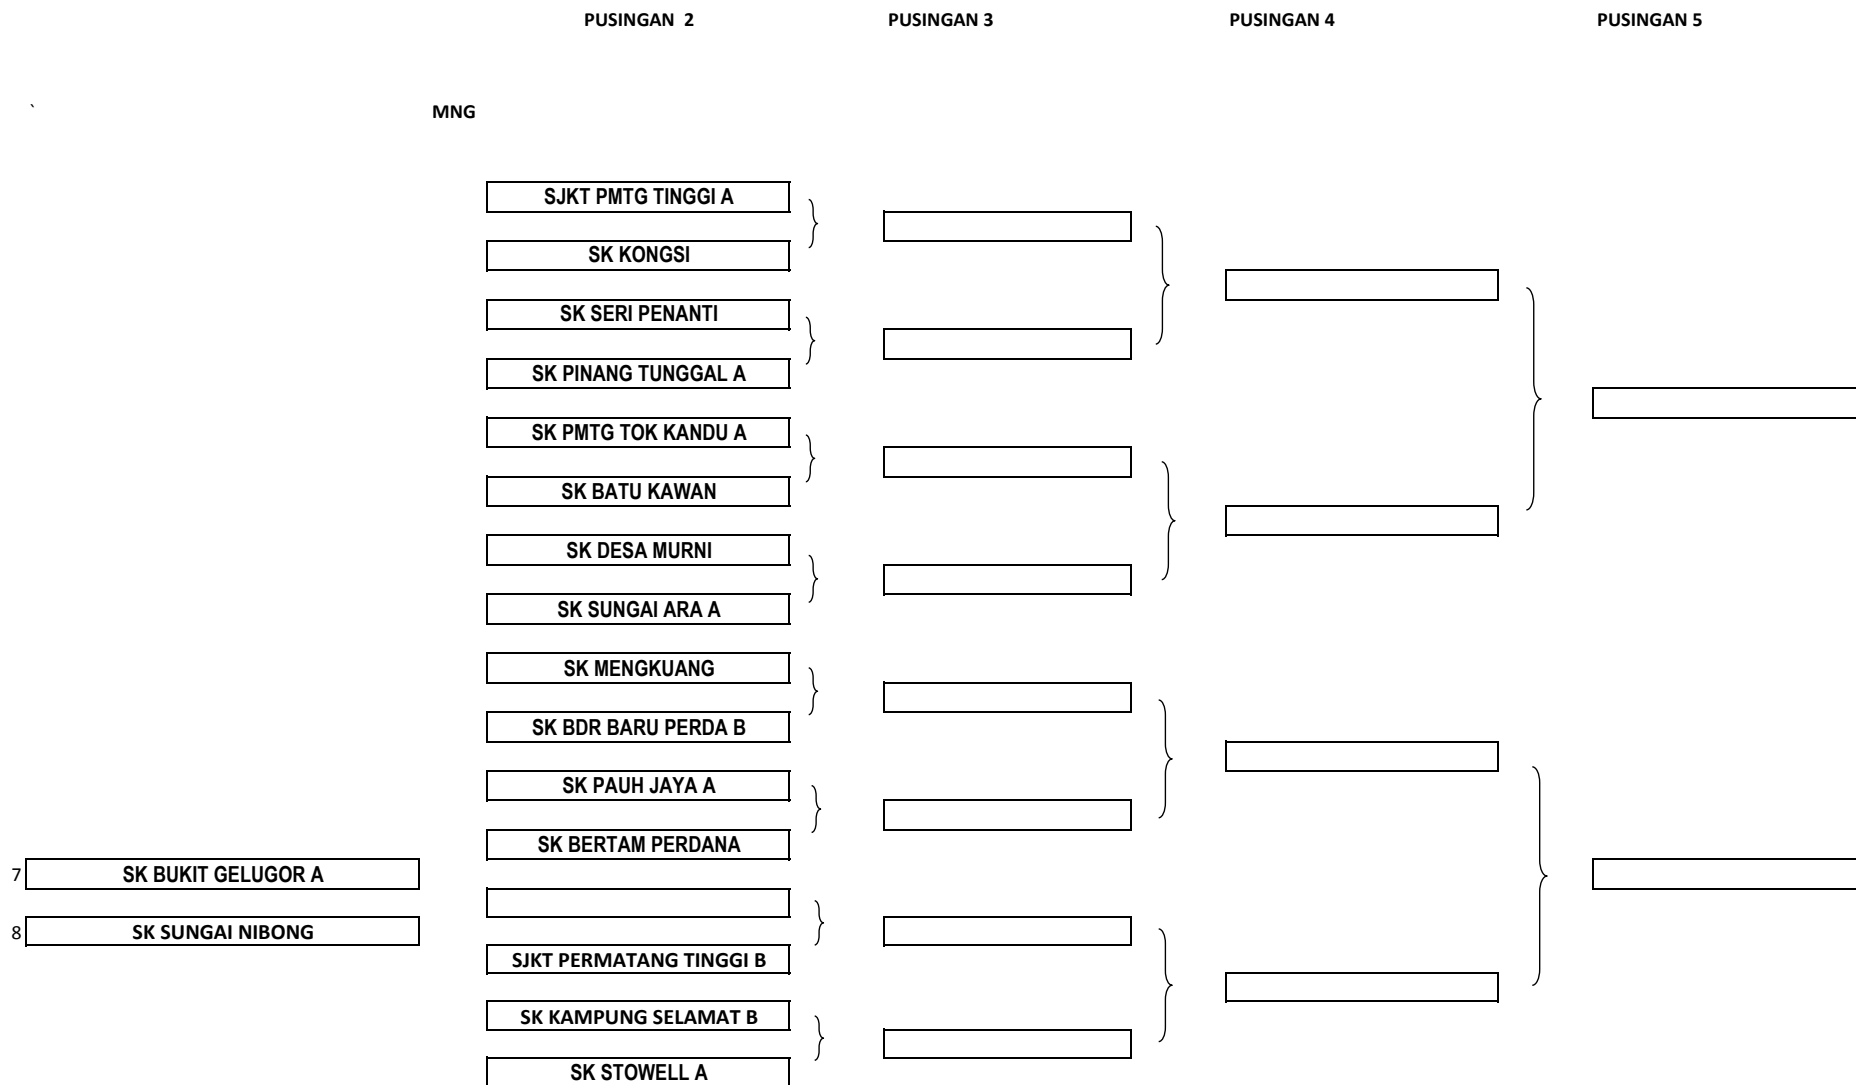 PUSINGAN 2 PUSINGAN 3 PUSINGAN 4 PUSINGAN 5
` MNG
SJKT PMTG TINGGI A
SK KONGSI
SK SERI PENANTI
SK PINANG TUNGGAL A
SK PMTG TOK KANDU A
SK BATU KAWAN
SK DESA MURNI
SK SUNGAI ARA A
SK MENGKUANG
SK BDR BARU PERDA B
SK PAUH JAYA A
SK BERTAM PERDANA
7 SK BUKIT GELUGOR A
8 SK SUNGAI NIBONG
SJKT PERMATANG TINGGI B
SK KAMPUNG SELAMAT B
SK STOWELL A